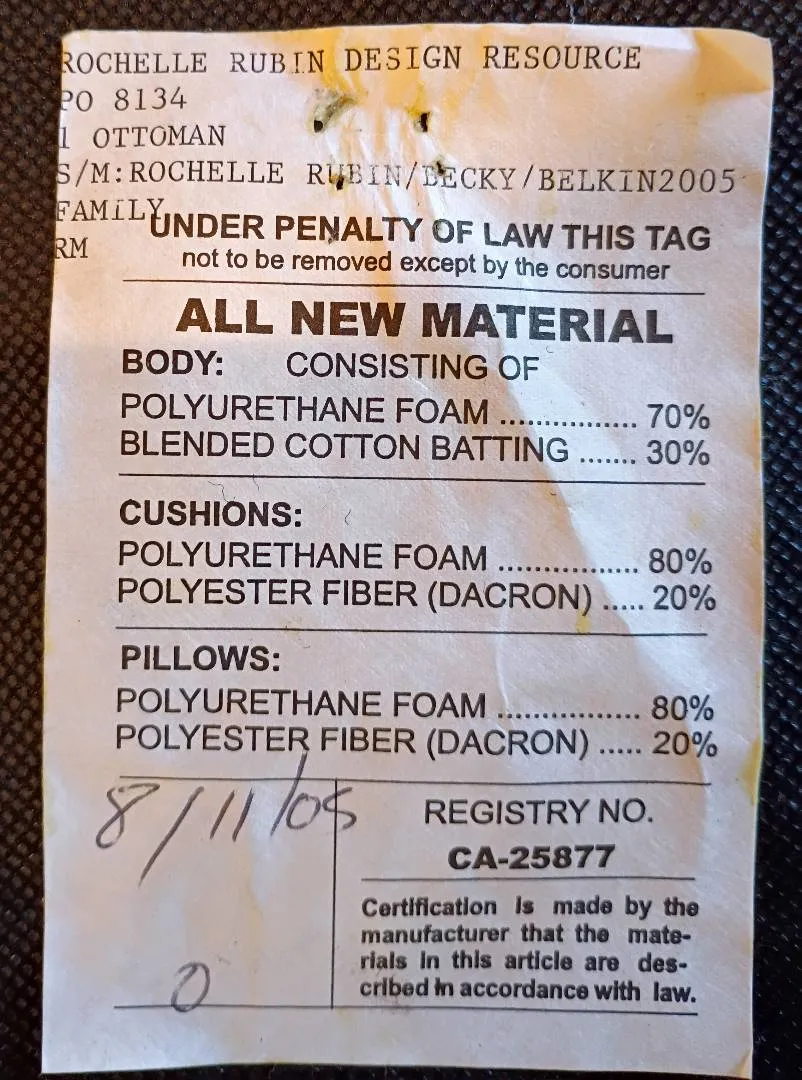 ROCHELLE RUBIN DESIGN RESOURCE
PO 8134
1 OTTOMAN
S/M:ROCHELLE RUBIN/BECKY/BELKIN2005
FAMILY
RM
UNDER PENALTY OF LAW THIS TAG
not to be removed except by the consumer
ALL NEW MATERIAL
BODY: CONSISTING OF
POLYURETHANE FOAM ................ 70%
BLENDED COTTON BATTING ....... 30%
CUSHIONS:
POLYURETHANE FOAM ................ 80%
POLYESTER FIBER (DACRON) ..... 20%
PILLOWS:
POLYURETHANE FOAM ................ 80%
POLYESTER FIBER (DACRON) ..... 20%
8/11/05
0
REGISTRY NO.
CA-25877
Certification is made by the
manufacturer that the mate-
rials in this article are des-
cribed in accordance with law.